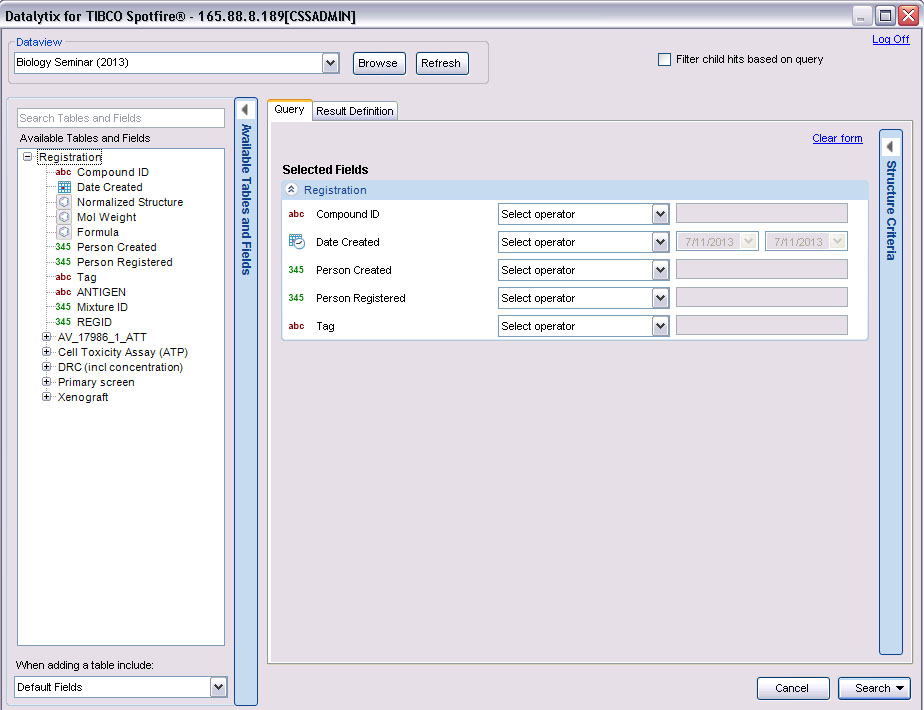 Datalytix for TIBCO Spotfire® - 165.88.8.189[CSSADMIN]
Log Off
Dataview
Biology Seminar (2013)
Browse
Refresh
Filter child hits based on query
Search Tables and Fields
Available Tables and Fields
Registration
abc Compound ID
Date Created
Normalized Structure
Mol Weight
Formula
345 Person Created
345 Person Registered
abc Tag
abc ANTIGEN
345 Mixture ID
345 REGID
AV_17986_1_ATT
Cell Toxicity Assay (ATP)
DRC (incl concentration)
Primary screen
Xenograft
When adding a table include:
Default Fields
Available Tables and Fields
Query
Result Definition
Clear form
Selected Fields
Registration
abc Compound ID Select operator
Date Created Select operator 7/11/2013 7/11/2013
345 Person Created Select operator
345 Person Registered Select operator
abc Tag Select operator
Structure Criteria
Cancel
Search